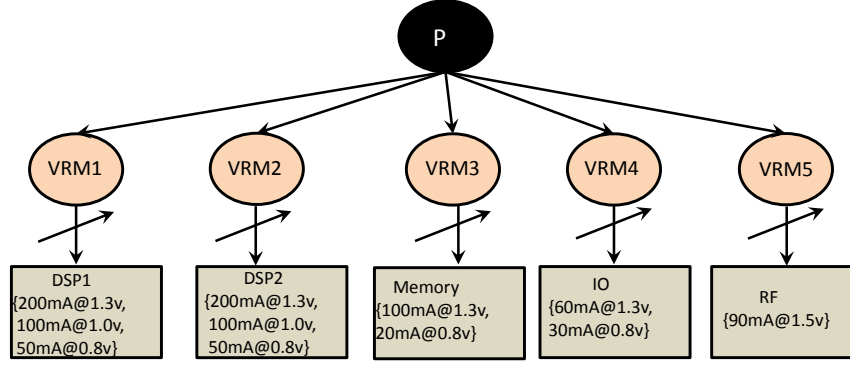 P
VRM1
VRM2
VRM3
VRM4
VRM5
DSP1
{200mA@1.3v,
100mA@1.0v,
50mA@0.8v}
DSP2
{200mA@1.3v,
100mA@1.0v,
50mA@0.8v}
Memory
{100mA@1.3v,
20mA@0.8v}
IO
{60mA@1.3v,
30mA@0.8v}
RF
{90mA@1.5v}